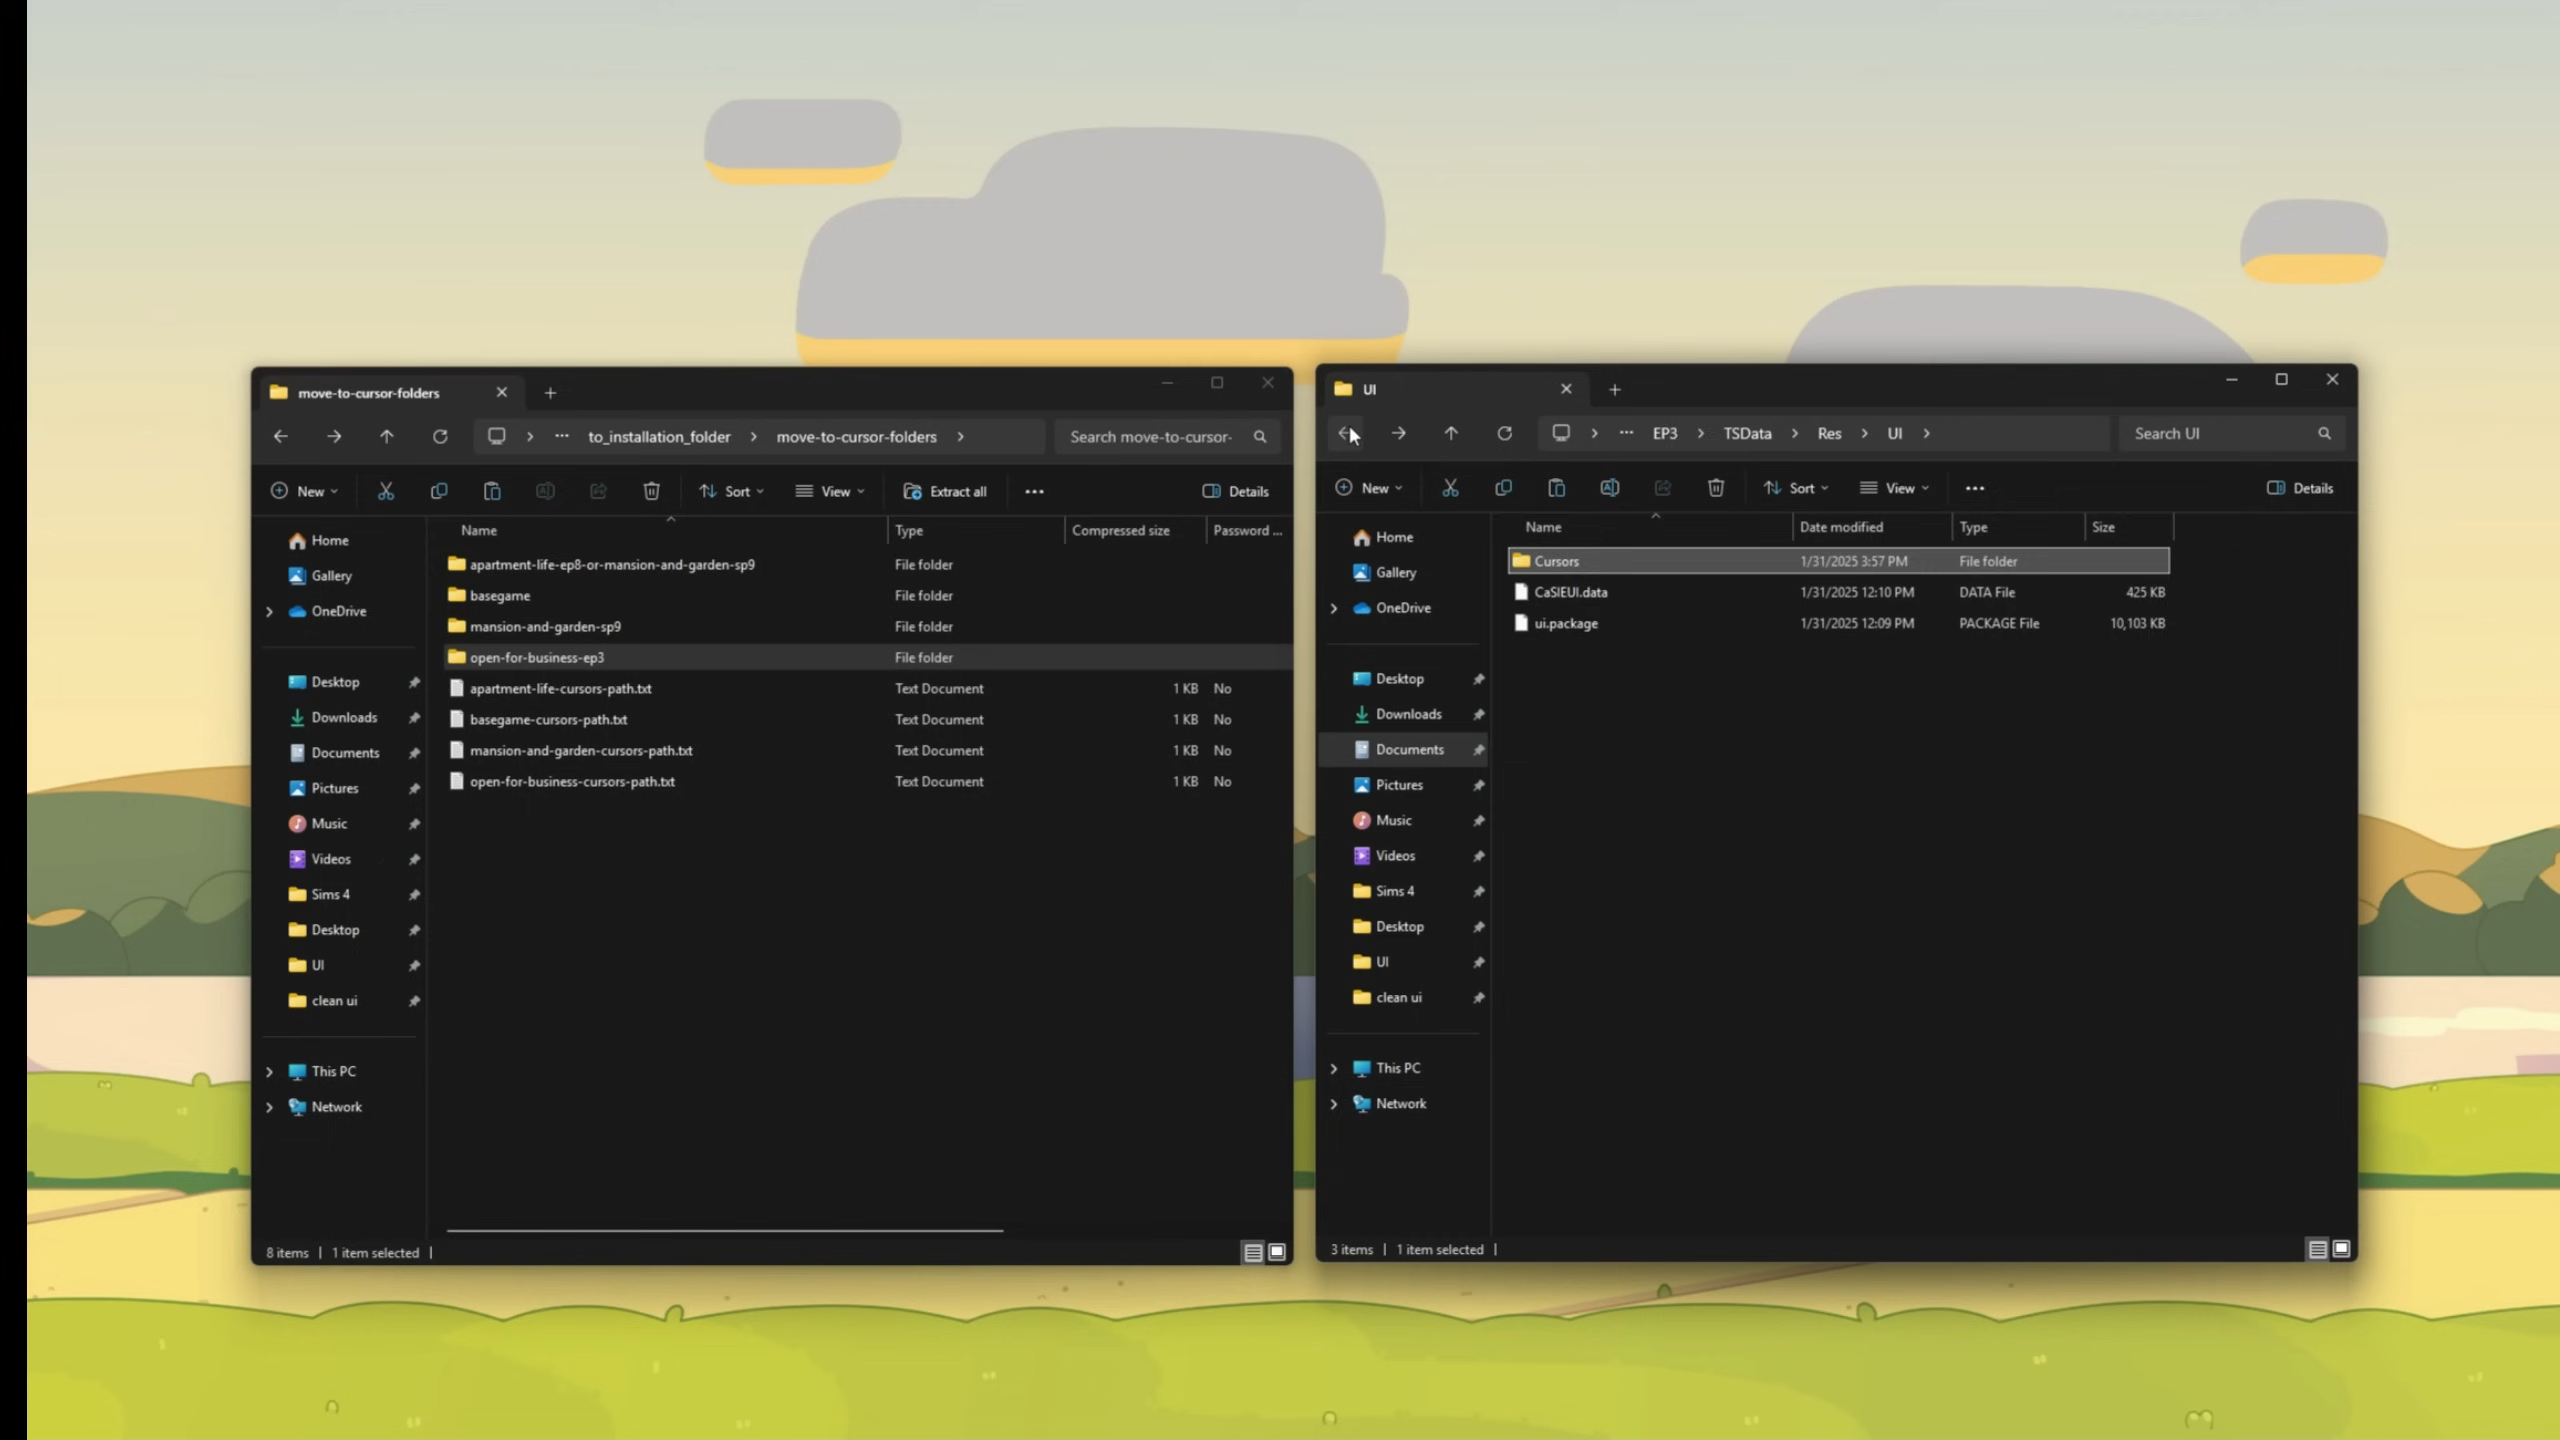 move-to-cursor-folders
to_installation_folder > move-to-cursor-folders >
Search move-to-cursor-
New
Sort
View
Extract all
Details
Name Type Compressed size Password ...
Home
Gallery
OneDrive
Desktop
Downloads
Documents
Pictures
Music
Videos
Sims 4
Desktop
UI
clean ui
This PC
Network
apartment-life-ep8-or-mansion-and-garden-sp9 File folder
basegame File folder
mansion-and-garden-sp9 File folder
open-for-business-ep3 File folder
apartment-life-cursors-path.txt Text Document 1 KB No
basegame-cursors-path.txt Text Document 1 KB No
mansion-and-garden-cursors-path.txt Text Document 1 KB No
open-for-business-cursors-path.txt Text Document 1 KB No
8 items | 1 item selected |
UI
EP3 > TSData > Res > UI >
Search UI
New
Sort
View
Details
Name Date modified Type Size
Home
Gallery
OneDrive
Desktop
Downloads
Documents
Pictures
Music
Videos
Sims 4
Desktop
UI
clean ui
This PC
Network
Cursors 1/31/2025 3:57 PM File folder
CaSIEUI.data 1/31/2025 12:10 PM DATA File 425 KB
ui.package 1/31/2025 12:09 PM PACKAGE File 10,103 KB
3 items | 1 item selected |